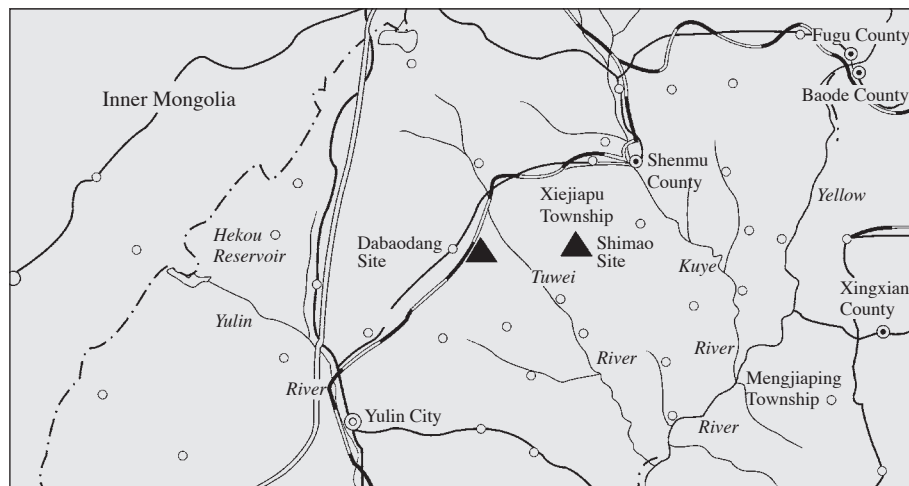 Fugu County
Inner Mongolia
Baode County
Shenmu
County
Xiejiapu
Township
Yellow
Hekou
Reservoir
Dabaodang
Site
Shimao
Site
Tuwei
Kuye
Xingxian
County
Yulin
River
River
River
Mengjiaping
Township
Yulin City
River